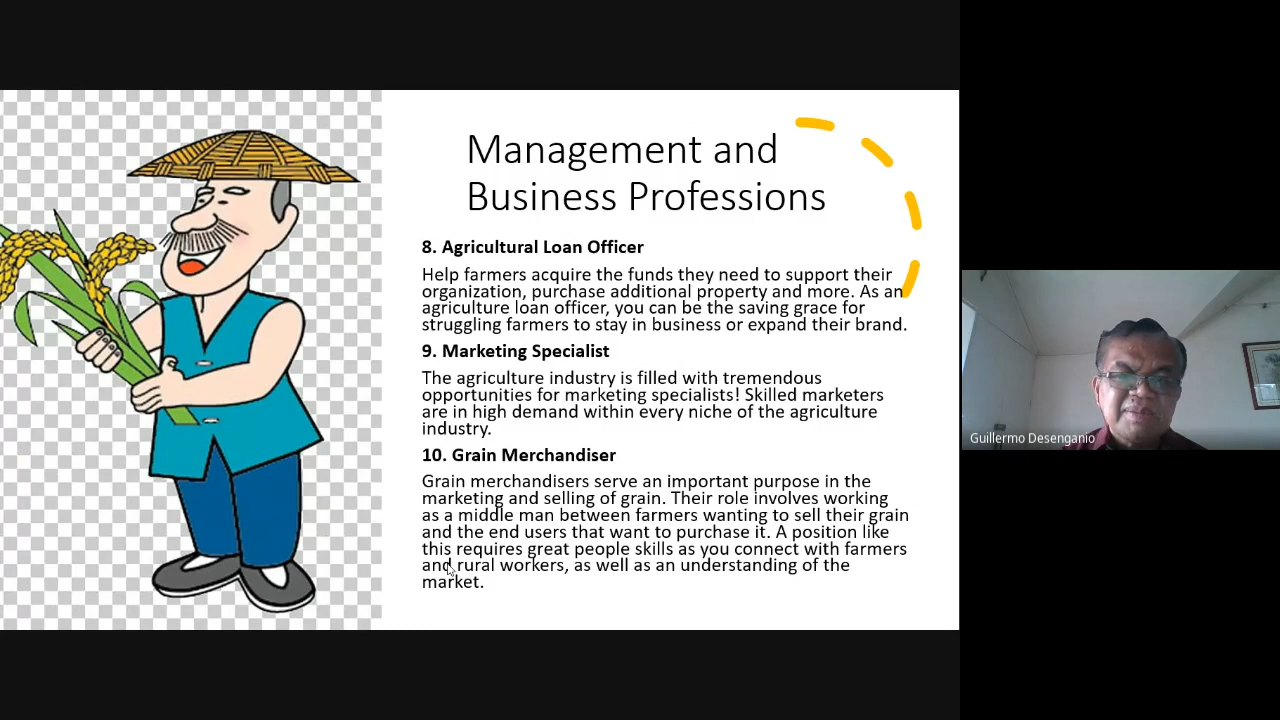 Management and
Business Professions
8. Agricultural Loan Officer
Help farmers acquire the funds they need to support their
organization, purchase additional property and more. As an
agriculture loan officer, you can be the saving grace for
struggling farmers to stay in business or expand their brand.
9. Marketing Specialist
The agriculture industry is filled with tremendous
opportunities for marketing specialists! Skilled marketers
are in high demand within every niche of the agriculture
industry.
10. Grain Merchandiser
Grain merchandisers serve an important purpose in the
marketing and selling of grain. Their role involves working
as a middle man between farmers wanting to sell their grain
and the end users that want to purchase it. A position like
this requires great people skills as you connect with farmers
and rural workers, as well as an understanding of the
market.
Guillermo Desenganio